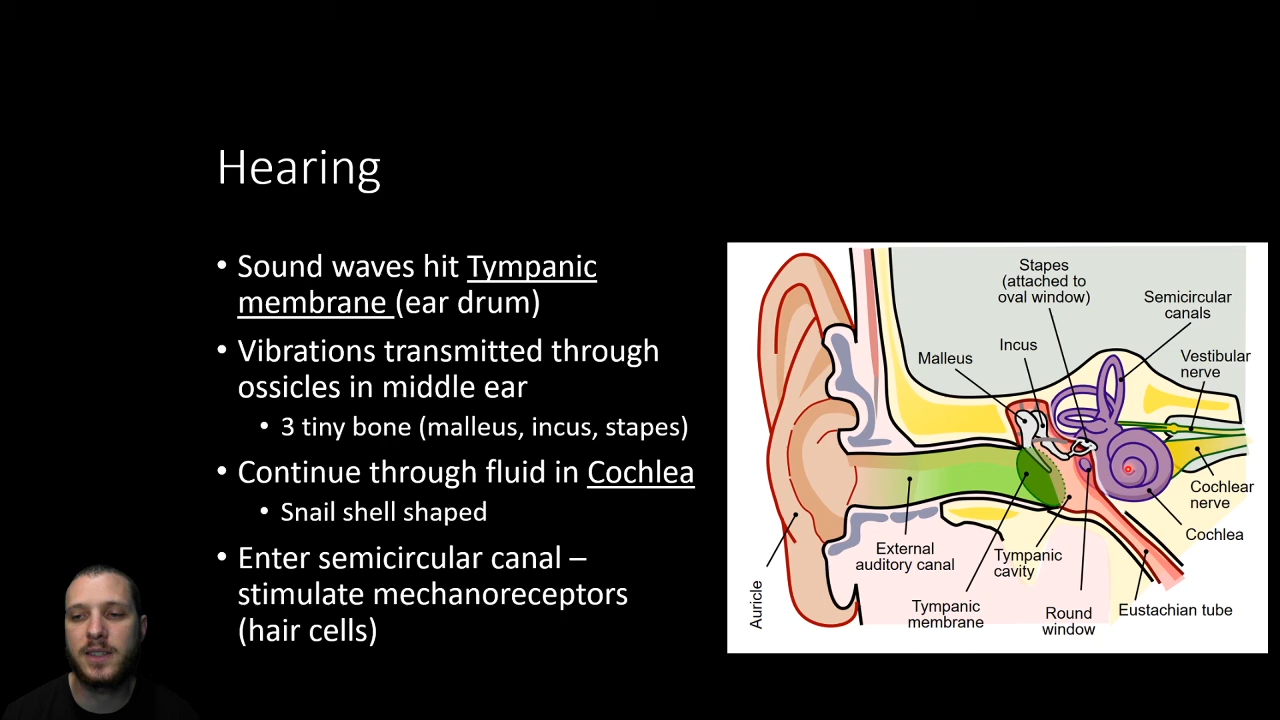 Hearing
• Sound waves hit Tympanic
membrane (ear drum)
• Vibrations transmitted through
ossicles in middle ear
• 3 tiny bone (malleus, incus, stapes)
• Continue through fluid in Cochlea
• Snail shell shaped
• Enter semicircular canal –
stimulate mechanoreceptors
(hair cells)
Stapes
(attached to
oval window)
Semicircular
canals
Incus
Malleus
Vestibular
nerve
Cochlear
nerve
Cochlea
External
auditory canal
Tympanic
cavity
Auricle
Tympanic
membrane
Round
window
Eustachian tube